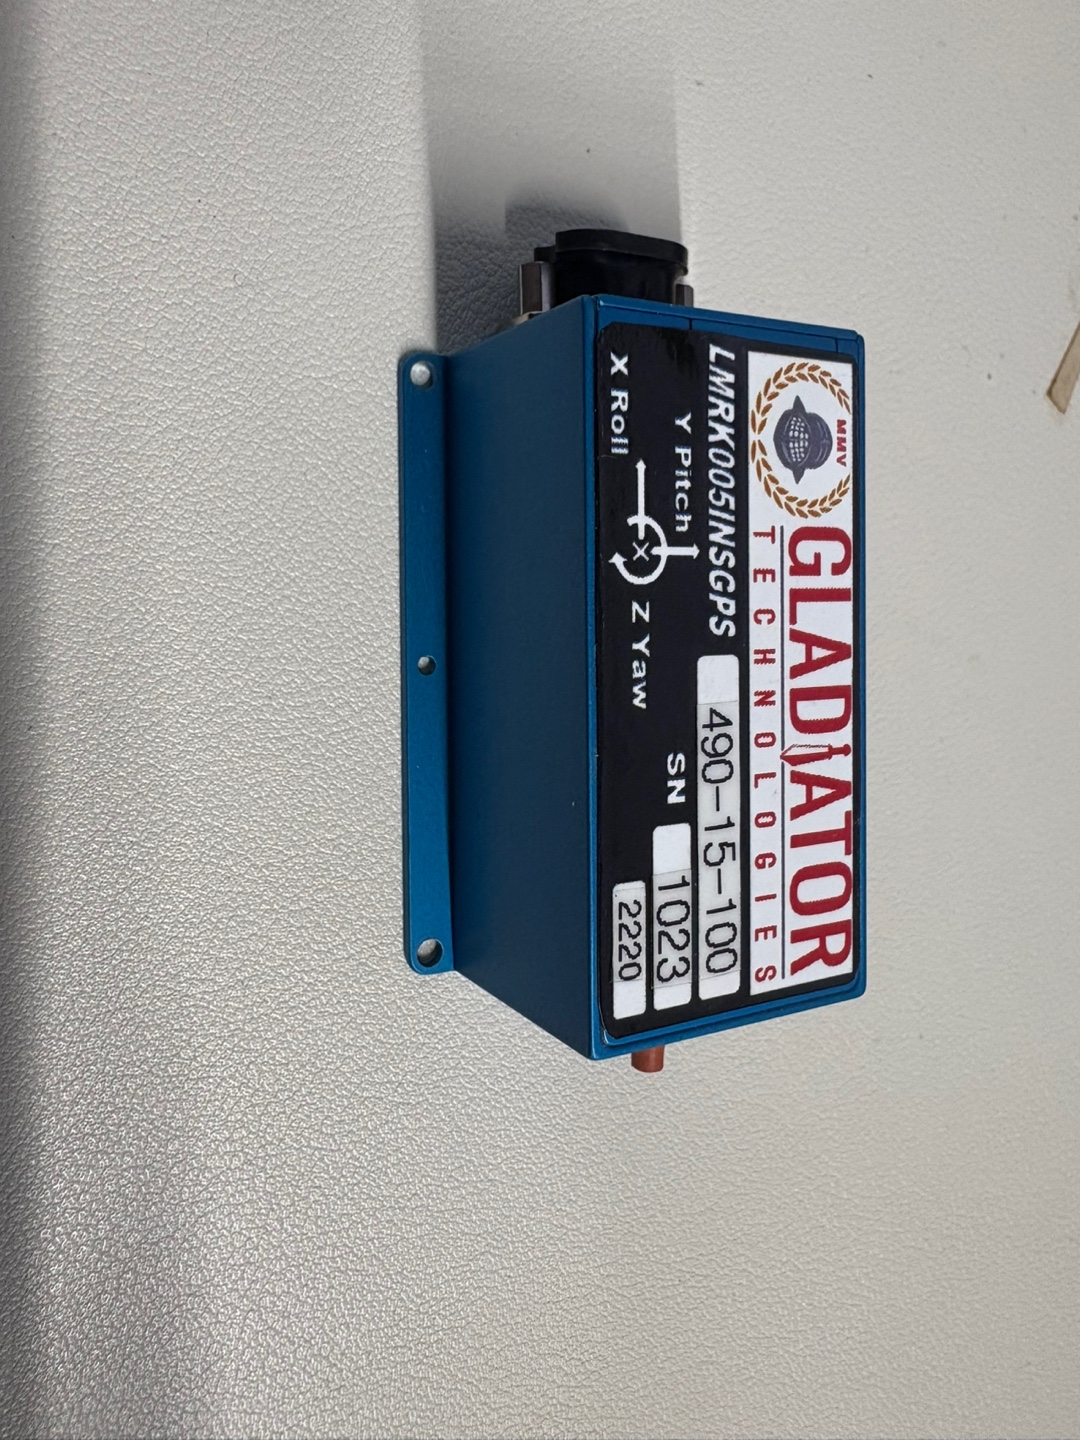 MMV
GLADIATOR
TECHNOLOGIES
LMRK005INSGPS 490-15-100
Y Pitch
SN 1023
X Roll
Z Yaw
2220